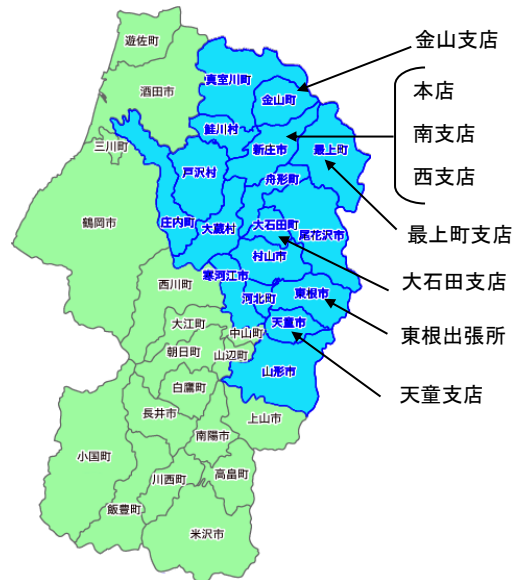 遊佐町
酒田市
真室川町
金山町
鮭川村
新庄市
最上町
三川町
戸沢村
舟形町
鶴岡市
庄内町
大蔵村
大石田町
尾花沢市
村山市
寒河江市
西川町
河北町
東根市
大江町
中山町
天童市
朝日町
山辺町
山形市
白鷹町
長井市
上山市
南陽市
小国町
川西町
高畠町
飯豊町
米沢市
金山支店
本店
南支店
西支店
最上町支店
大石田支店
東根出張所
天童支店